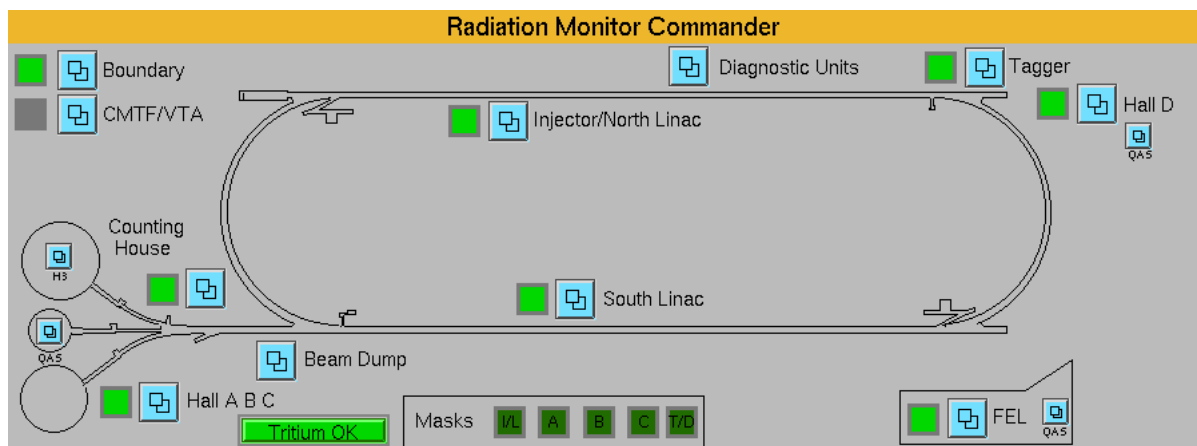 Radiation Monitor Commander
Boundary
Diagnostic Units
Tagger
CMTF/VTA
Injector/North Linac
Hall D
QAS
Counting
House
H3
South Linac
QAS
Beam Dump
Hall A B C
Tritium OK
Masks I/L A B C T/D
FEL
QAS